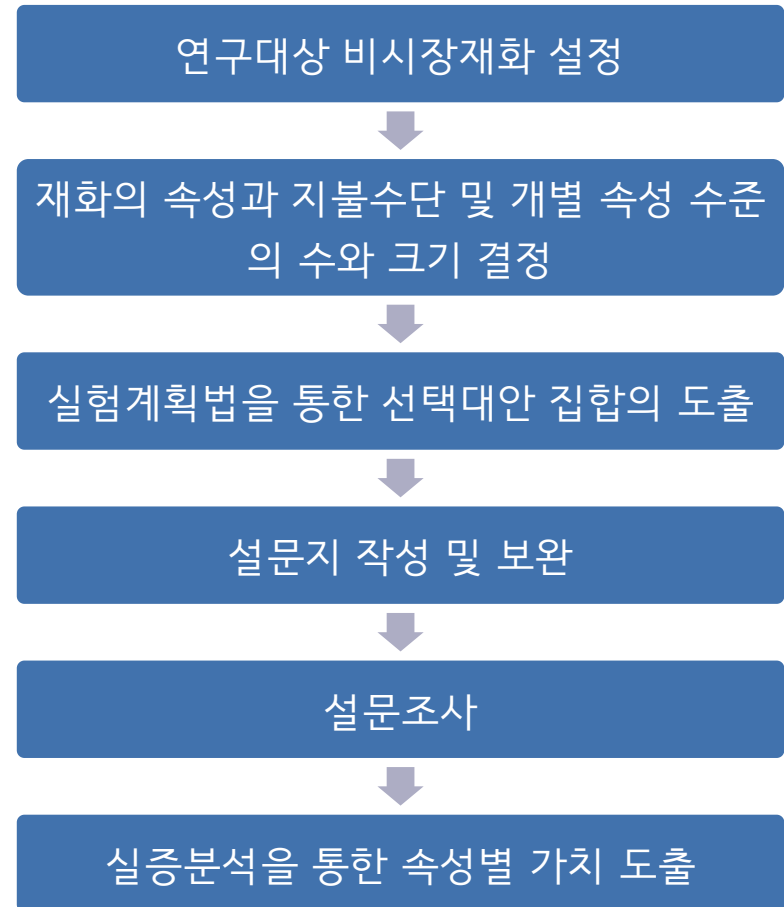 연구대상 비시장재화 설정
재화의 속성과 지불수단 및 개별 속성 수준
의 수와 크기 결정
실험계획법을 통한 선택대안 집합의 도출
설문지 작성 및 보완
설문조사
실증분석을 통한 속성별 가치 도출